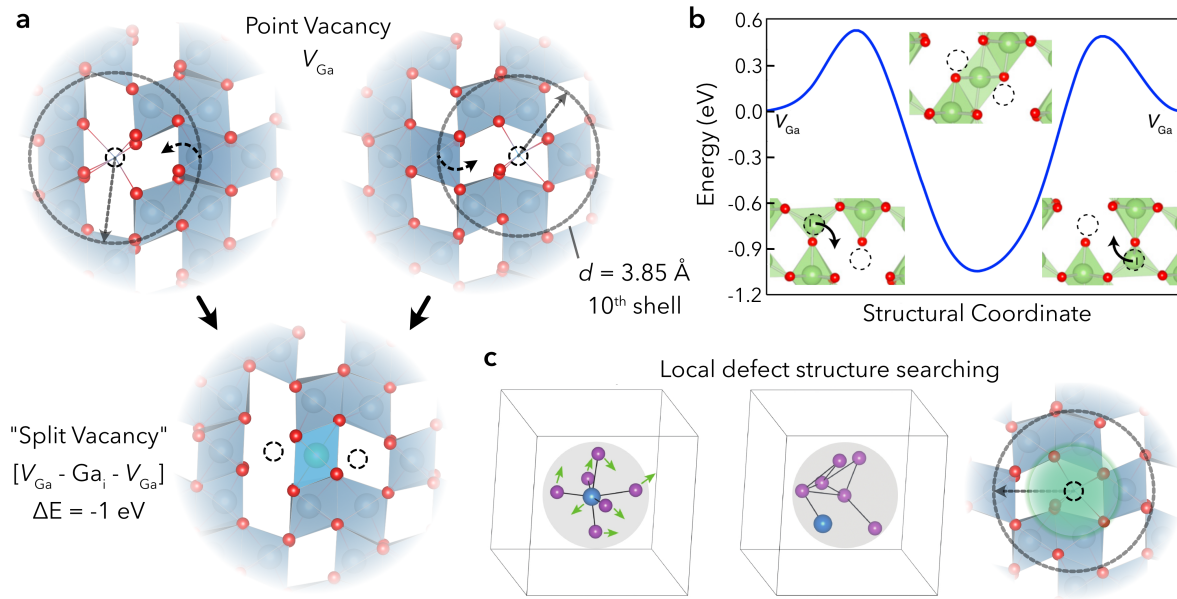 a
Point Vacancy
V_Ga
d = 3.85 Å
10th shell
"Split Vacancy"
[V_Ga - Ga_i - V_Ga]
ΔE = -1 eV
b
Energy (eV)
0.6
0.3
0.0
-0.3
-0.6
-0.9
-1.2
V_Ga
V_Ga
Structural Coordinate
c
Local defect structure searching